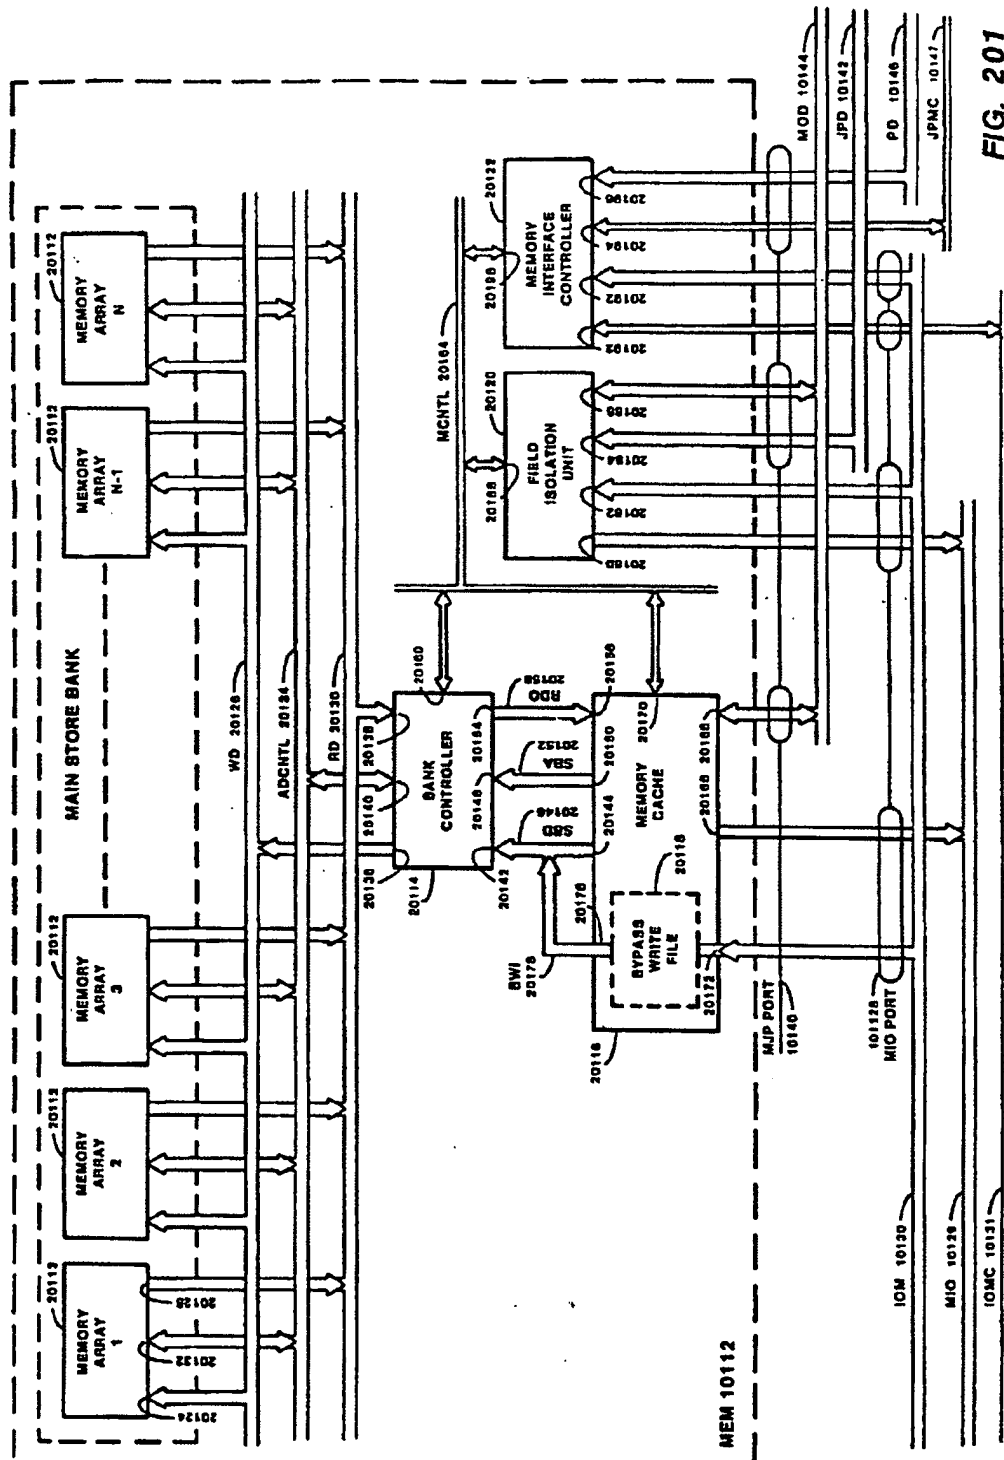 MAIN STORE BANK
MEMORY ARRAY 1
20112
20124
20132
20126
MEMORY ARRAY 2
20112
MEMORY ARRAY 3
20112
MEMORY ARRAY N-1
20112
MEMORY ARRAY N
20112
WD 20128
ADCNTL 20134
RD 20130
BANK CONTROLLER
20114
20136
20140
20138
20160
20142
20148
20154
SBD 20146
SBA 20152
RDO 20158
BWI 20178
20176
20144
20150
20156
MEMORY CACHE
20116
BYPASS WRITE FILE
20118
20172
20168
20166
20170
MCNTL 20164
FIELD ISOLATION UNIT
20120
20188
20180
20182
20184
MEMORY INTERFACE CONTROLLER
20122
20198
20192
20192
20194
20196
MEM 10112
MJP PORT 10140
10112B MIO PORT
MOD 10144
JPD 10142
PD 10146
JPMC 10147
IOM 10130
MIO 10129
IOMC 10131
FIG. 201